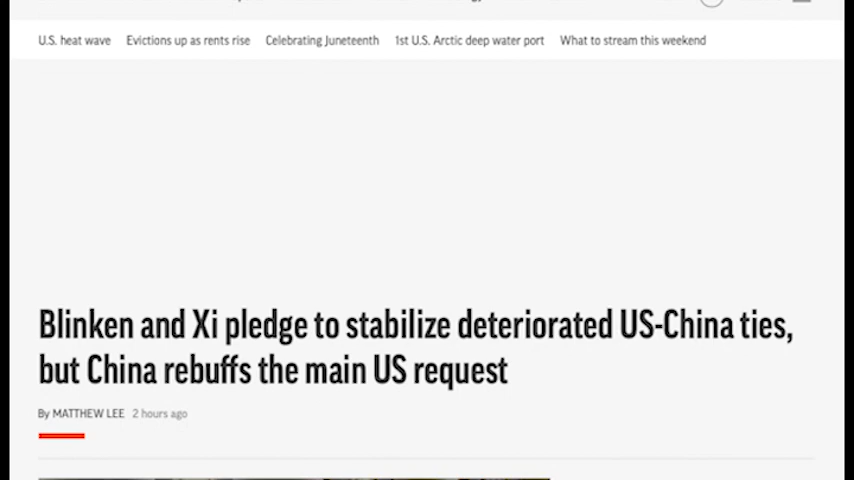 U.S. heat wave Evictions up as rents rise Celebrating Juneteenth 1st U.S. Arctic deep water port What to stream this weekend
Blinken and Xi pledge to stabilize deteriorated US-China ties,
but China rebuffs the main US request
By MATTHEW LEE 2 hours ago